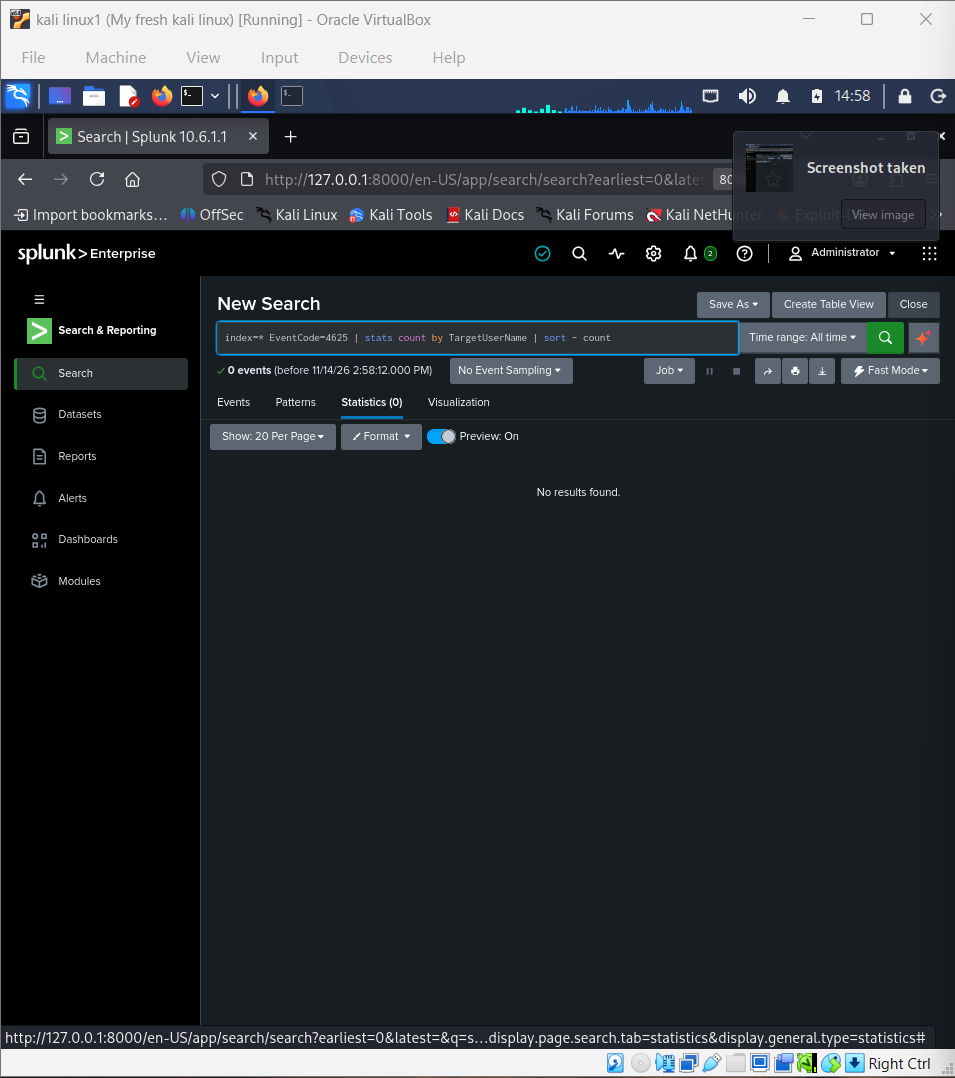 kali linux1 (My fresh kali linux) [Running] - Oracle VirtualBox
File Machine View Input Devices Help
14:58
Search | Splunk 10.6.1.1
Screenshot taken
View image
http://127.0.0.1:8000/en-US/app/search/search?earliest=0&late
80
Import bookmarks… OffSec Kali Linux Kali Tools Kali Docs Kali Forums Kali NetHunter Exploit-D
splunk>Enterprise
2
Administrator
Search & Reporting
Search
Datasets
Reports
Alerts
Dashboards
Modules
New Search
Save As
Create Table View
Close
index=* EventCode=4625 | stats count by TargetUserName | sort - count
Time range: All time
0 events (before 11/14/26 2:58:12.000 PM)
No Event Sampling
Job
Fast Mode
Events Patterns Statistics (0) Visualization
Show: 20 Per Page
Format
Preview: On
No results found.
http://127.0.0.1:8000/en-US/app/search/search?earliest=0&latest=&q=s…display.page.search.tab=statistics&display.general.type=statistics#
Right Ctrl